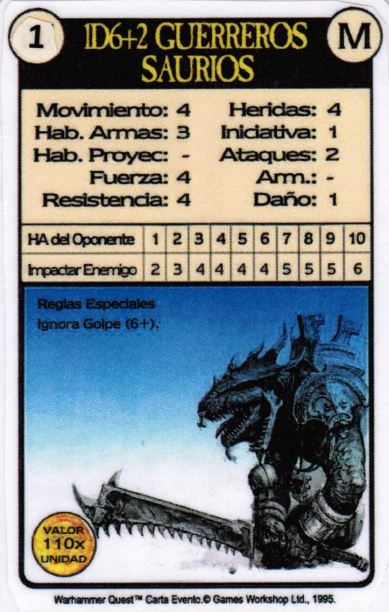 1
1D6+2 GUERREROS
SAURIOS
M
Movimiento: 4 Heridas: 4
Hab. Armas: 3 Iniciativa: 1
Hab. Proyec: - Ataques: 2
Fuerza: 4 Arm.: -
Resistencia: 4 Daño: 1
HA del Oponente 1 2 3 4 5 6 7 8 9 10
Impactar Enemigo 2 3 4 4 4 4 5 5 5 6
Reglas Especiales
Ignora Golpe (6+).
VALOR
110x
UNIDAD
Warhammer Quest™ Carta Evento.© Games Workshop Ltd., 1995.